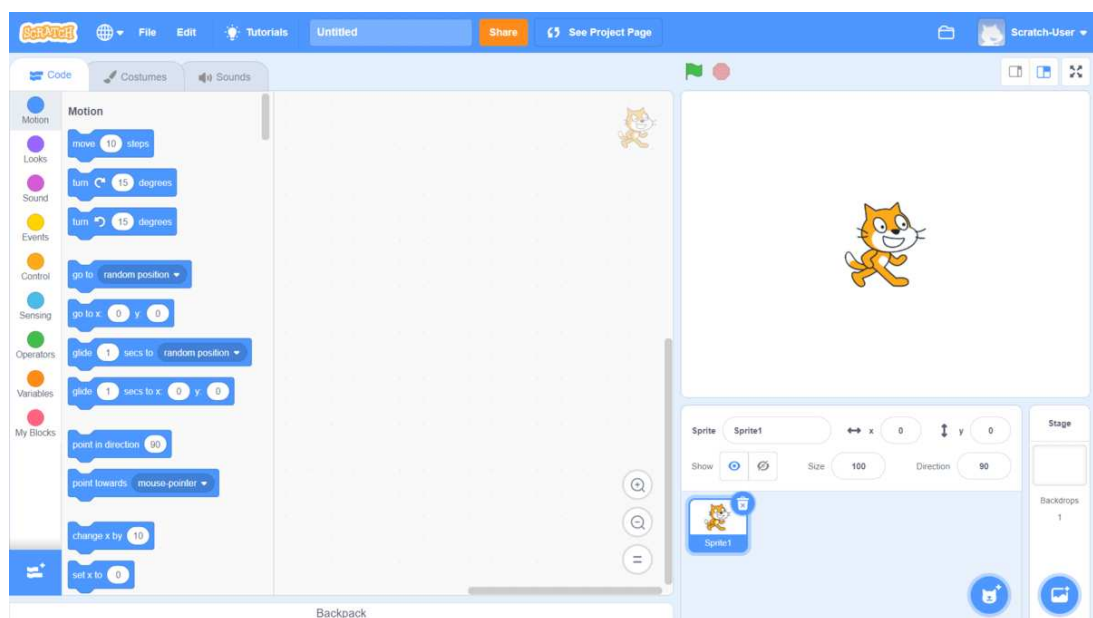 SCRATCH File Edit Tutorials Untitled Share See Project Page Scratch-User
Code Costumes Sounds
Motion
Looks
Sound
Events
Control
Sensing
Operators
Variables
My Blocks
Motion
move 10 steps
turn 15 degrees
turn 15 degrees
go to random position
go to x: 0 y: 0
glide 1 secs to random position
glide 1 secs to x: 0 y: 0
point in direction 90
point towards mouse-pointer
change x by 10
set x to 0
Backpack
Sprite Sprite1 x 0 y 0
Show Size 100 Direction 90
Sprite1
Stage
Backdrops
1